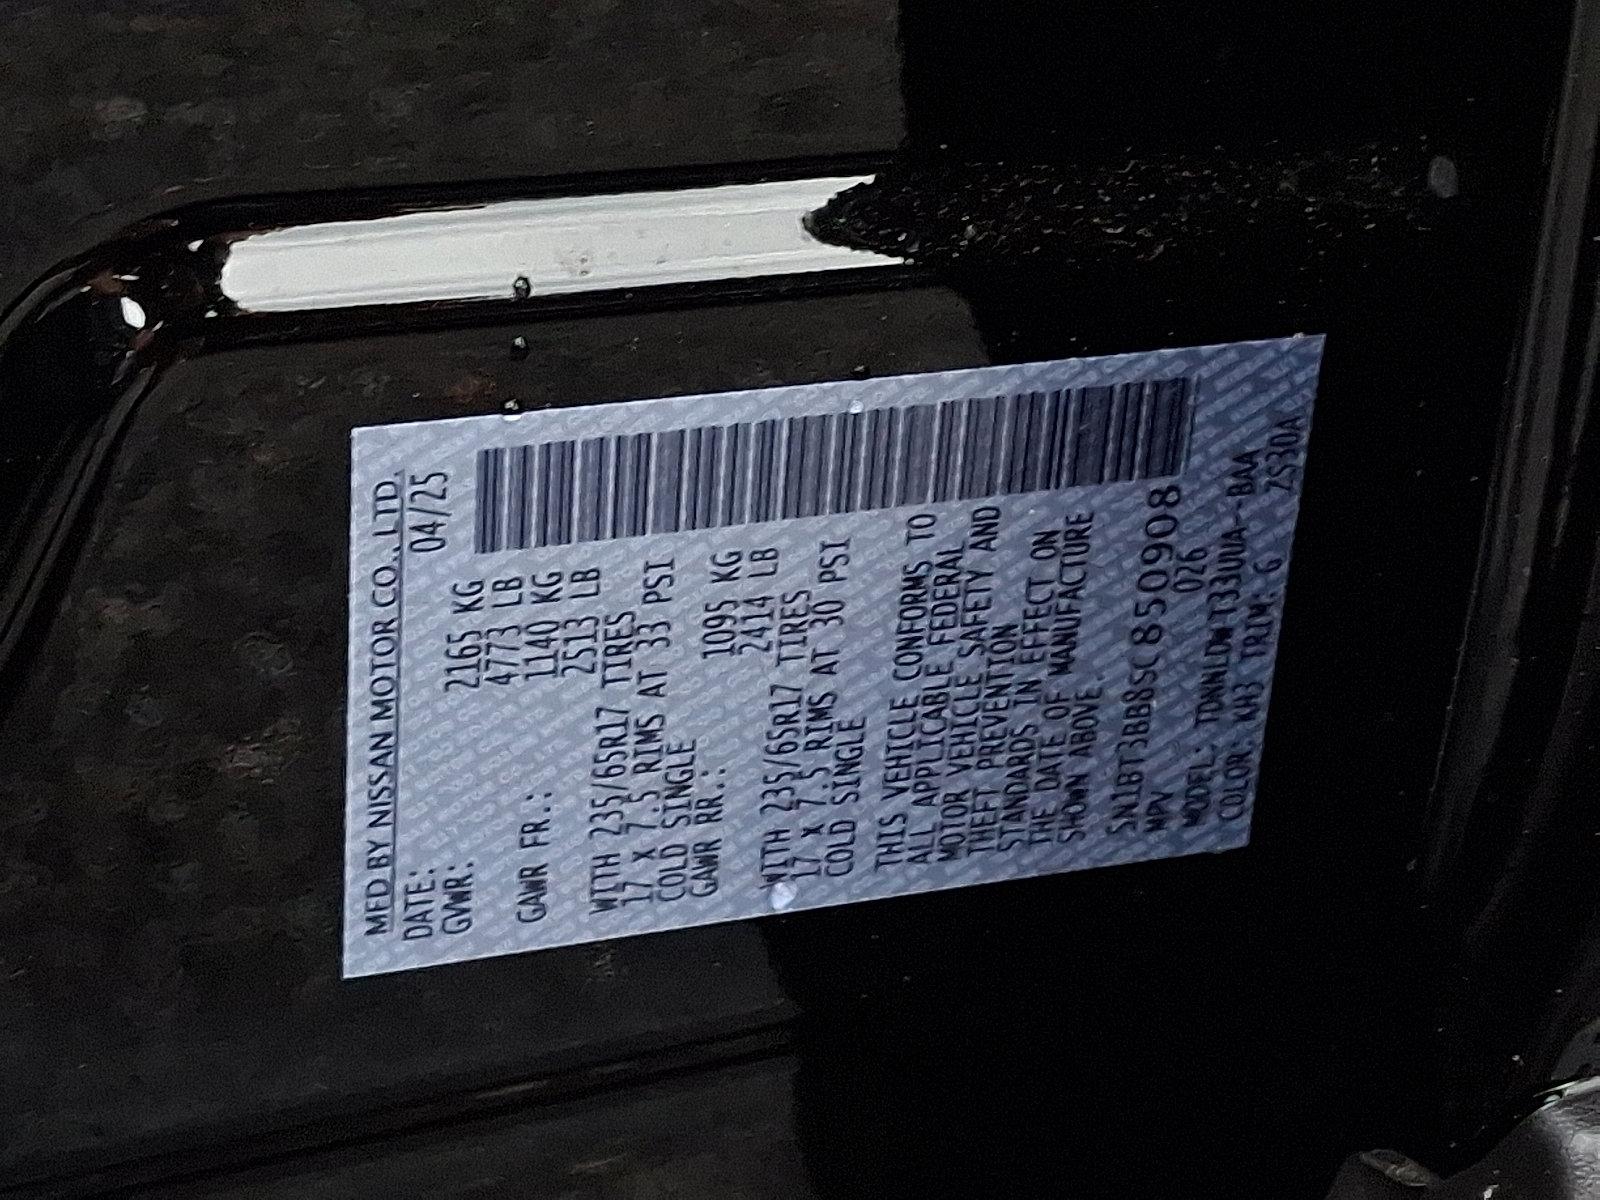 MFD BY NISSAN MOTOR CO., LTD.
DATE: 04/25
GVWR: 2165 KG
4773 LB
GAWR FR.: 1140 KG
2513 LB
WITH 235/65R17 TIRES
17 x 7.5 RIMS AT 33 PSI
COLD SINGLE
GAWR RR.: 1095 KG
2414 LB
WITH 235/65R17 TIRES
17 x 7.5 RIMS AT 30 PSI
COLD SINGLE
THIS VEHICLE CONFORMS TO
ALL APPLICABLE FEDERAL
MOTOR VEHICLE SAFETY AND
THEFT PREVENTION
STANDARDS IN EFFECT ON
THE DATE OF MANUFACTURE
SHOWN ABOVE.
5N1BT3BB8SC850908
MPV 026
MODEL: TDNNLDW-T33UUA--BAA
COLOR: KH3 TRIM: G ZS30A